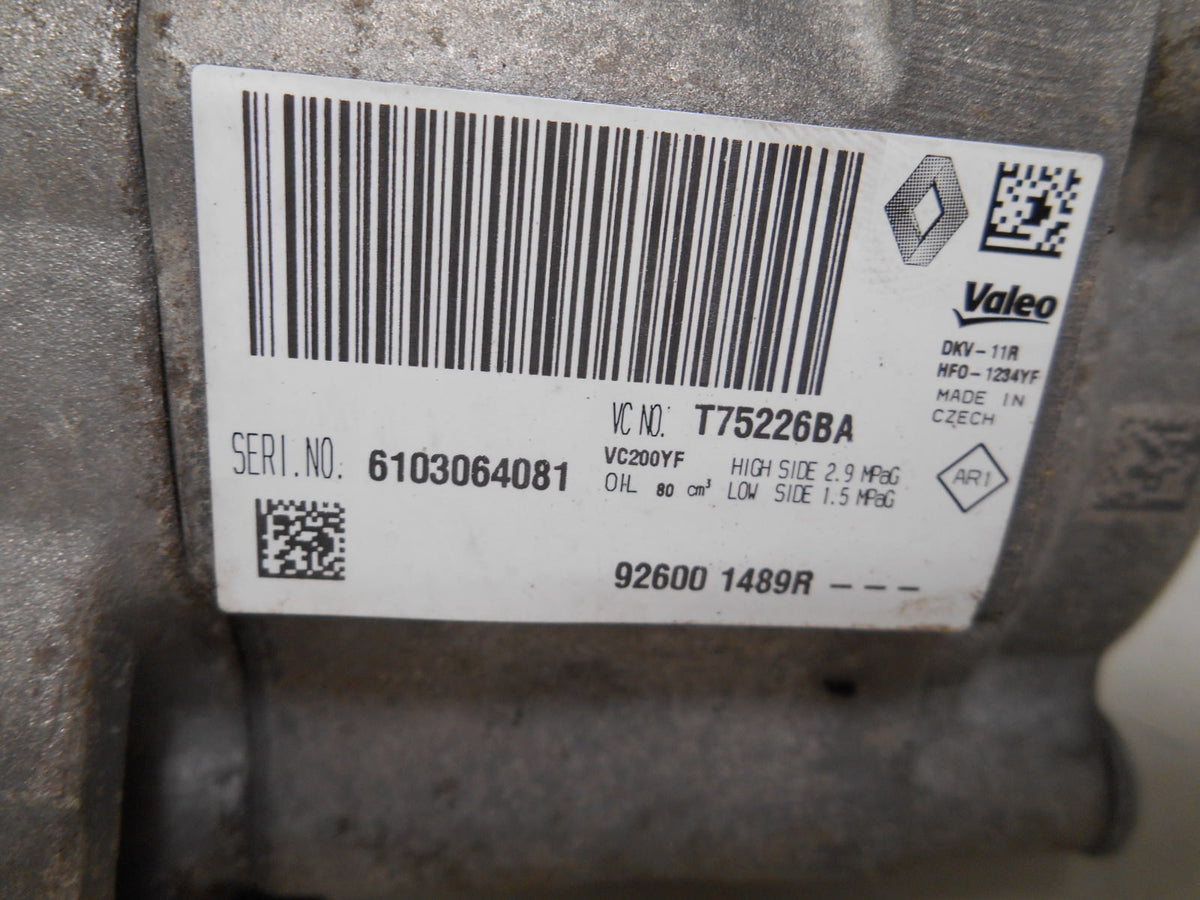 Valeo
DKV-11R
HFO-1234YF
MADE IN
CZECH
AR1
VC NO: T75226BA
SERI.NO. 6103064081
VC200YF
OIL 80 cm³
HIGH SIDE 2.9 MPaG
LOW SIDE 1.5 MPaG
92600 1489R ---